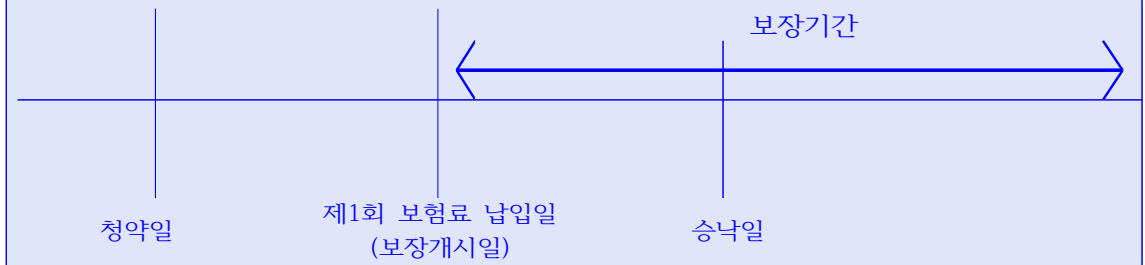 보장기간
청약일
제1회 보험료 납입일
(보장개시일)
승낙일